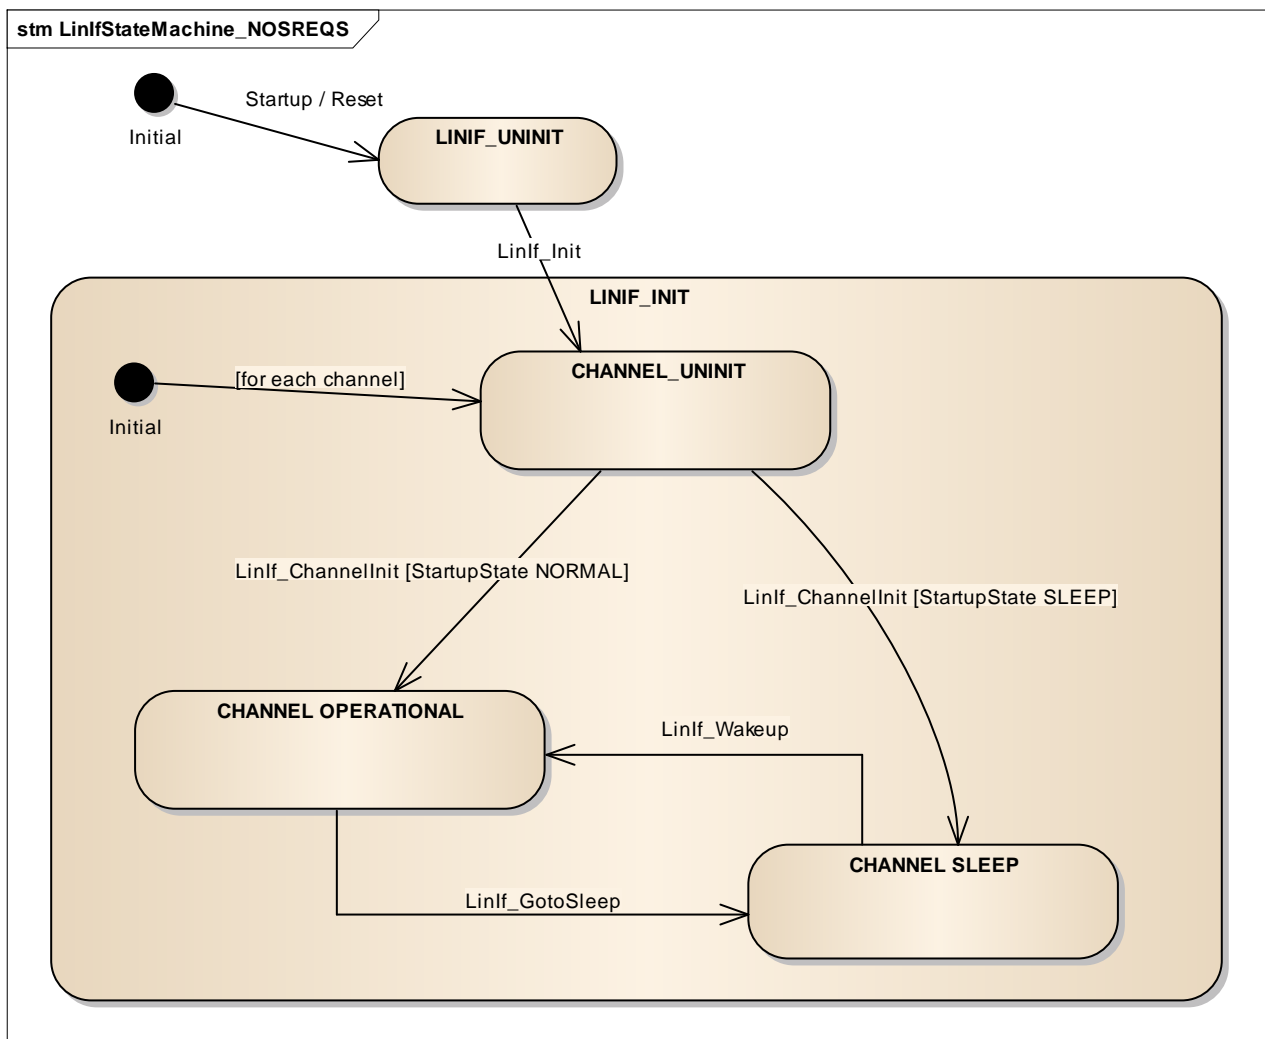 stm LinIfStateMachine_NOSREQS
Initial
Startup / Reset
LINIF_UNINIT
LinIf_Init
LINIF_INIT
Initial
[for each channel]
CHANNEL_UNINIT
LinIf_ChannelInit [StartupState NORMAL]
LinIf_ChannelInit [StartupState SLEEP]
CHANNEL OPERATIONAL
LinIf_Wakeup
CHANNEL SLEEP
LinIf_GotoSleep